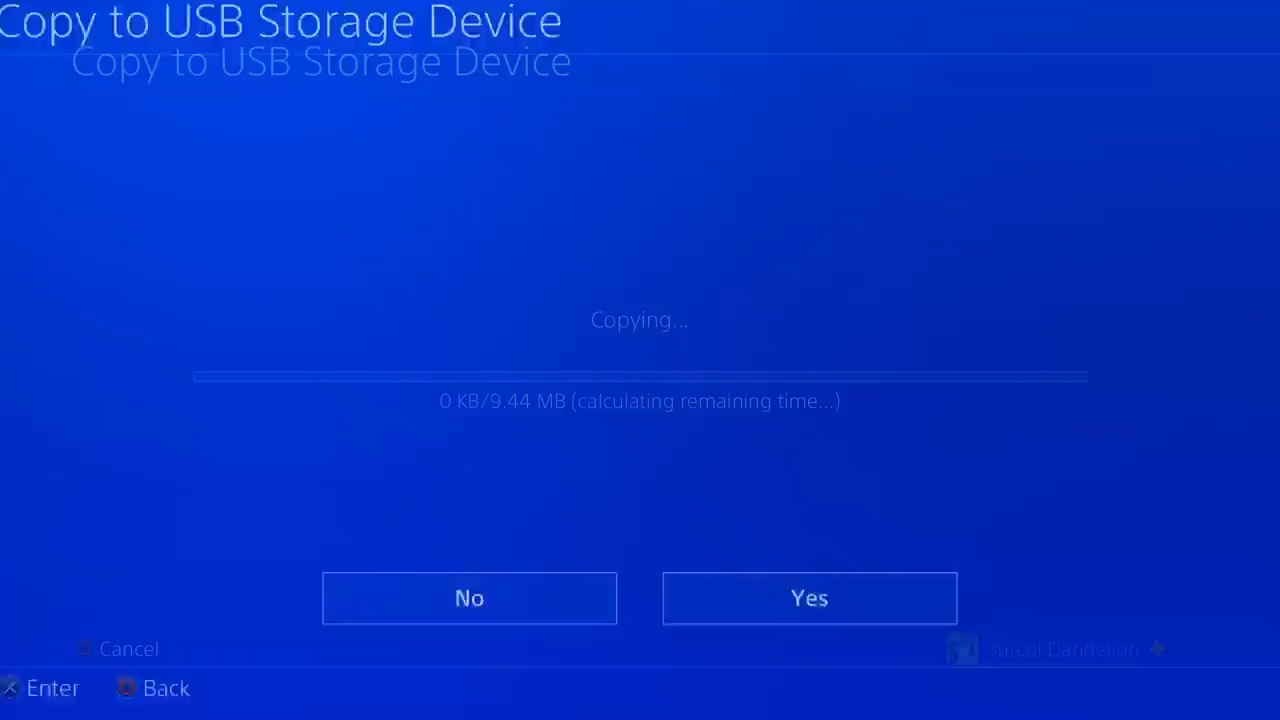 Copy to USB Storage Device
Copy to USB Storage Device
Copying...
0 KB/9.44 MB (calculating remaining time...)
No
Yes
Cancel
Dandelion
Enter
Back